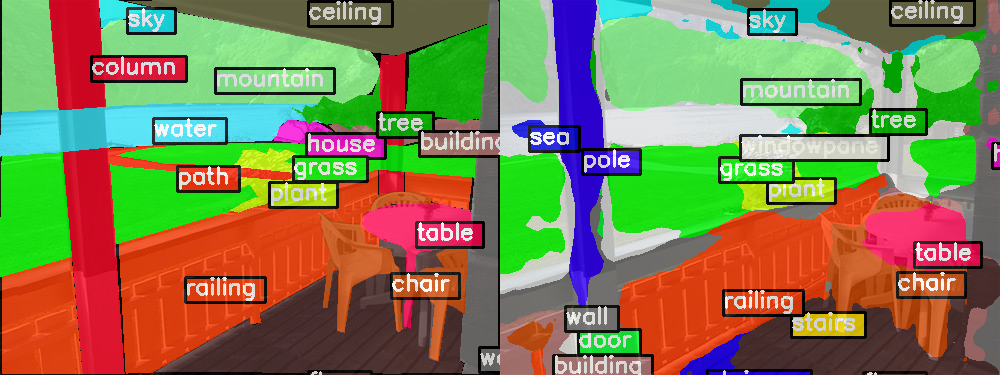 sky
ceiling
column
mountain
water
tree
house
building
grass
path
plant
table
railing
chair
sky
ceiling
mountain
tree
sea
windowpane
pole
grass
plant
table
chair
railing
stairs
wall
door
building